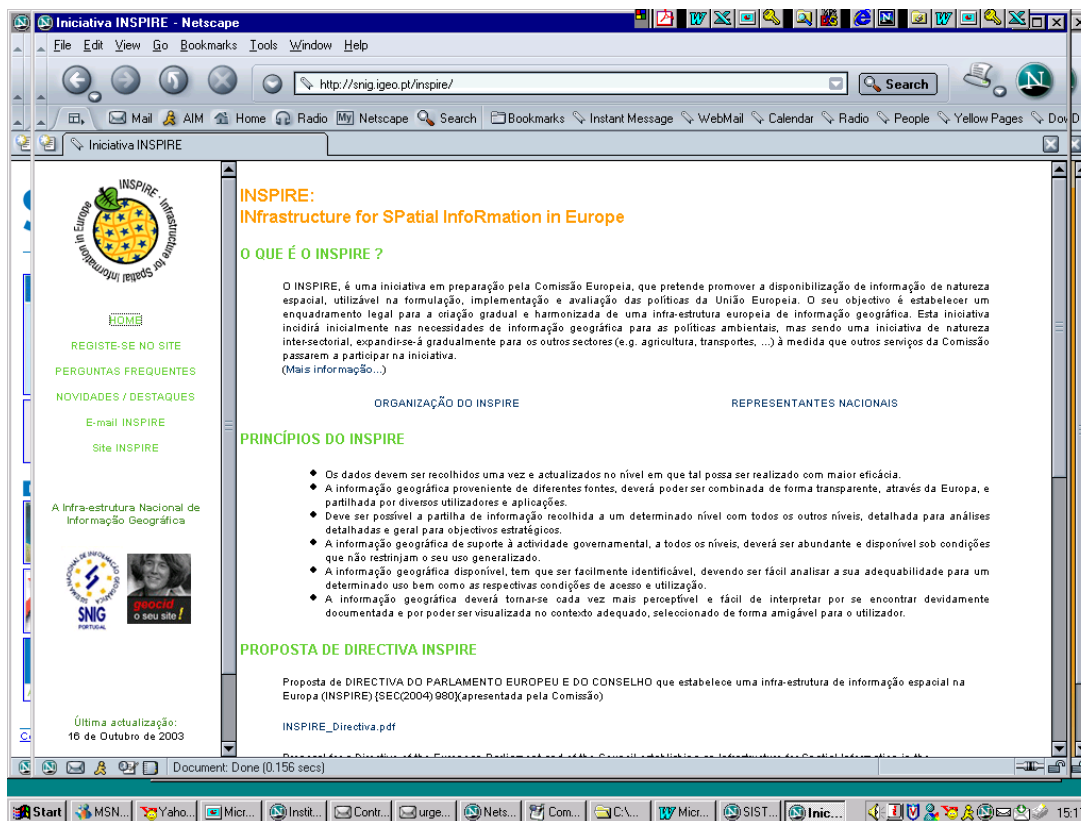 Iniciativa INSPIRE - Netscape
File Edit View Go Bookmarks Tools Window Help
http://snig.igeo.pt/inspire/
Search
Mail AIM Home Radio My Netscape Search Bookmarks Instant Message WebMail Calendar Radio People Yellow Pages
Iniciativa INSPIRE
INSPIRE · Infrastructure for Spatial Information in Europe
HOME
REGISTE-SE NO SITE
PERGUNTAS FREQUENTES
NOVIDADES / DESTAQUES
E-mail INSPIRE
Site INSPIRE
A Infra-estrutura Nacional de
Informação Geográfica
SNIG
PORTUGAL
geocid
o seu site!
Última actualização:
16 de Outubro de 2003
INSPIRE:
INfrastructure for SPatial InfoRmation in Europe
O QUE É O INSPIRE ?
O INSPIRE, é uma iniciativa em preparação pela Comissão Europeia, que pretende promover a disponibilização de informação de natureza
espacial, utilizável na formulação, implementação e avaliação das políticas da União Europeia. O seu objectivo é estabelecer um
enquadramento legal para a criação gradual e harmonizada de uma infra-estrutura europeia de informação geográfica. Esta iniciativa
incidirá inicialmente nas necessidades de informação geográfica para as políticas ambientais, mas sendo uma iniciativa de natureza
inter-sectorial, expandir-se-á gradualmente para os outros sectores (e.g. agricultura, transportes, ...) à medida que outros serviços da Comissão
passarem a participar na iniciativa.
(Mais informação...)
ORGANIZAÇÃO DO INSPIRE REPRESENTANTES NACIONAIS
PRINCÍPIOS DO INSPIRE
Os dados devem ser recolhidos uma vez e actualizados no nível em que tal possa ser realizado com maior eficácia.
A informação geográfica proveniente de diferentes fontes, deverá poder ser combinada de forma transparente, através da Europa, e
partilhada por diversos utilizadores e aplicações.
Deve ser possível a partilha de informação recolhida a um determinado nível com todos os outros níveis, detalhada para análises
detalhadas e geral para objectivos estratégicos.
A informação geográfica de suporte à actividade governamental, a todos os níveis, deverá ser abundante e disponível sob condições
que não restrinjam o seu uso generalizado.
A informação geográfica disponível, tem que ser facilmente identificável, devendo ser fácil analisar a sua adequabilidade para um
determinado uso bem como as respectivas condições de acesso e utilização.
A informação geográfica deverá tornar-se cada vez mais perceptível e fácil de interpretar por se encontrar devidamente
documentada e por poder ser visualizada no contexto adequado, seleccionado de forma amigável para o utilizador.
PROPOSTA DE DIRECTIVA INSPIRE
Proposta de DIRECTIVA DO PARLAMENTO EUROPEU E DO CONSELHO que estabelece uma infra-estrutura de informação espacial na
Europa (INSPIRE) {SEC(2004) 980}(apresentada pela Comissão)
INSPIRE_Directiva.pdf
Document: Done (0.156 secs)
Start MSN... Yaho... Micr... Instit... Contr... urge... Nets... Com... C:\... Micr... SIST... Inic...